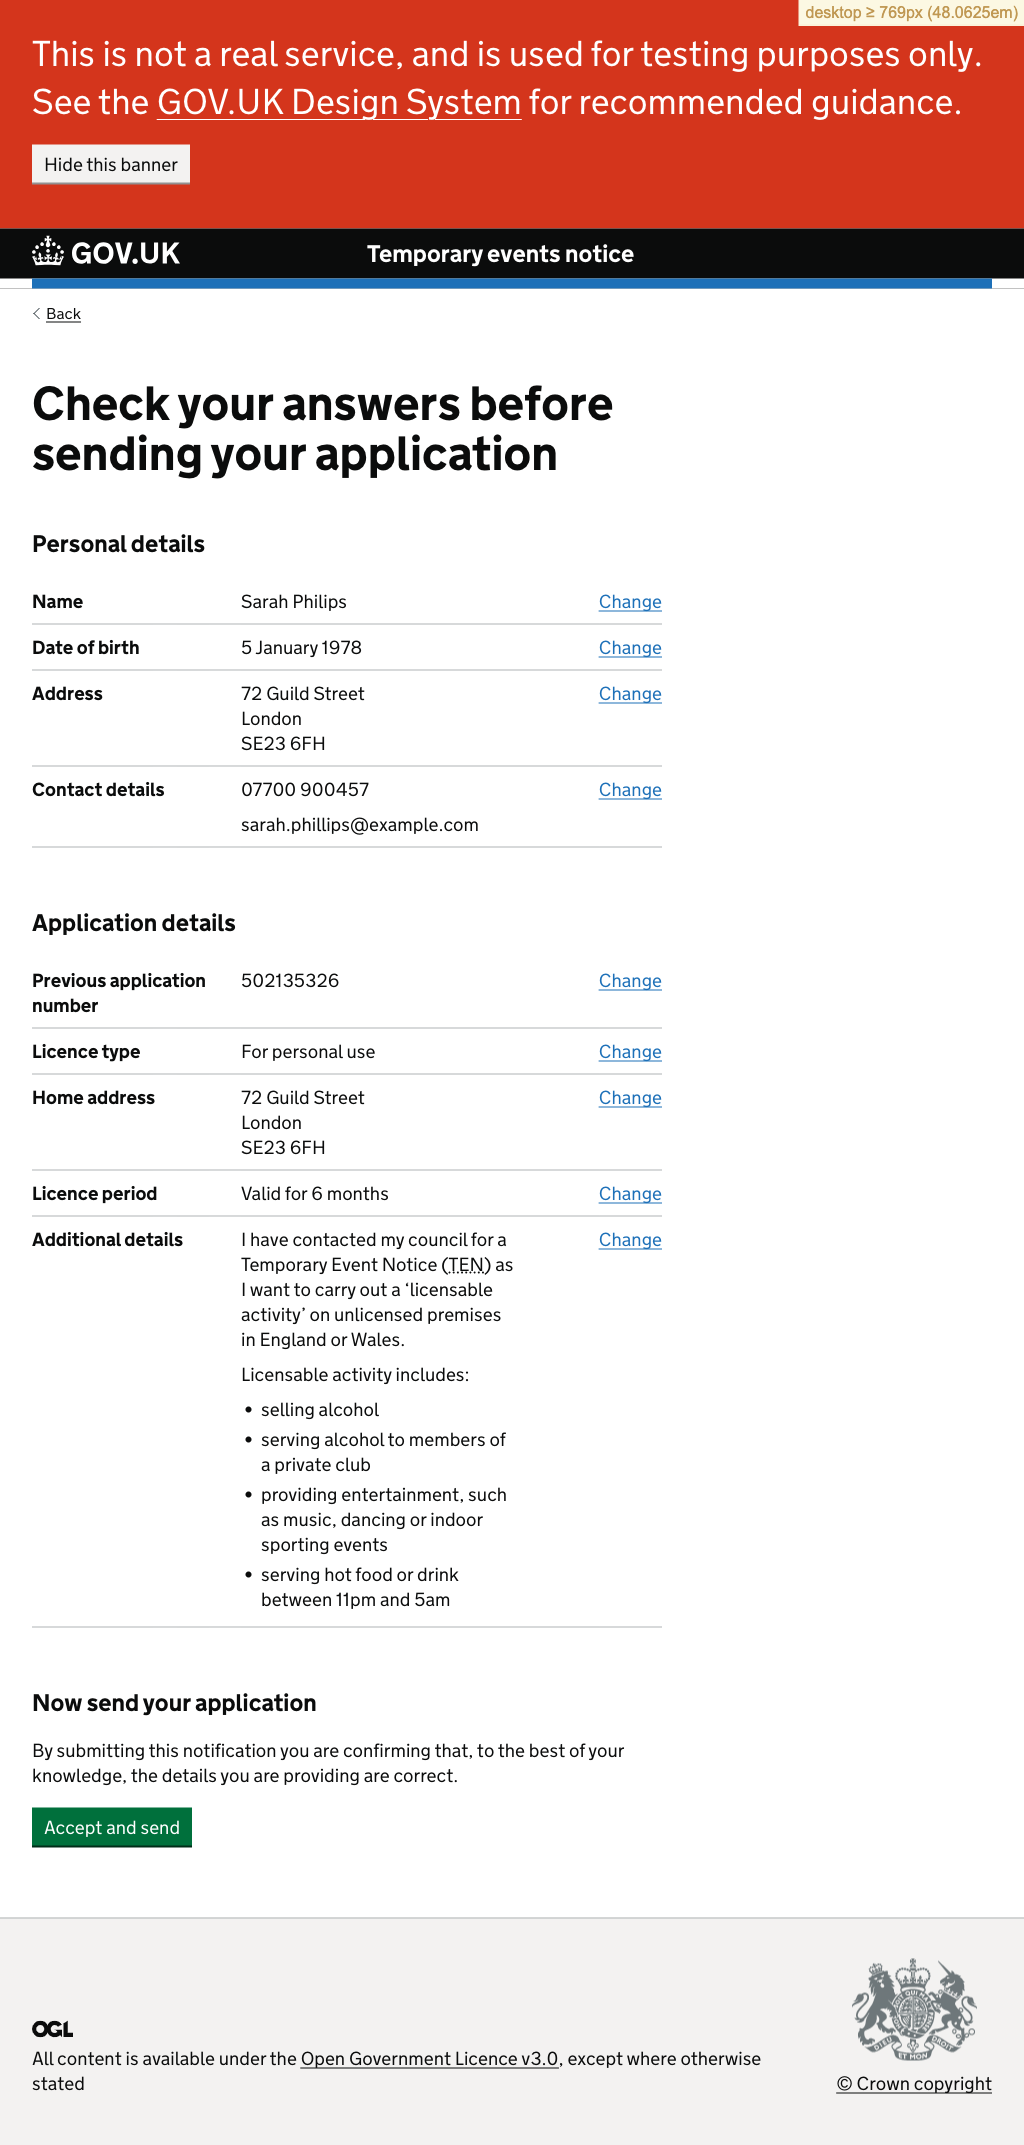 desktop ≥ 769px (48.0625em)
This is not a real service, and is used for testing purposes only.
See the GOV.UK Design System for recommended guidance.
Hide this banner
GOV.UK
Temporary events notice
Back
Check your answers before
sending your application
Personal details
Name Sarah Philips Change
Date of birth 5 January 1978 Change
Address 72 Guild Street Change
London
SE23 6FH
Contact details 07700 900457 Change
sarah.phillips@example.com
Application details
Previous application 502135326 Change
number
Licence type For personal use Change
Home address 72 Guild Street Change
London
SE23 6FH
Licence period Valid for 6 months Change
Additional details I have contacted my council for a Change
Temporary Event Notice (TEN) as
I want to carry out a ‘licensable
activity’ on unlicensed premises
in England or Wales.
Licensable activity includes:
• selling alcohol
• serving alcohol to members of
a private club
• providing entertainment, such
as music, dancing or indoor
sporting events
• serving hot food or drink
between 11pm and 5am
Now send your application
By submitting this notification you are confirming that, to the best of your
knowledge, the details you are providing are correct.
Accept and send
OGL
All content is available under the Open Government Licence v3.0, except where otherwise
stated
© Crown copyright